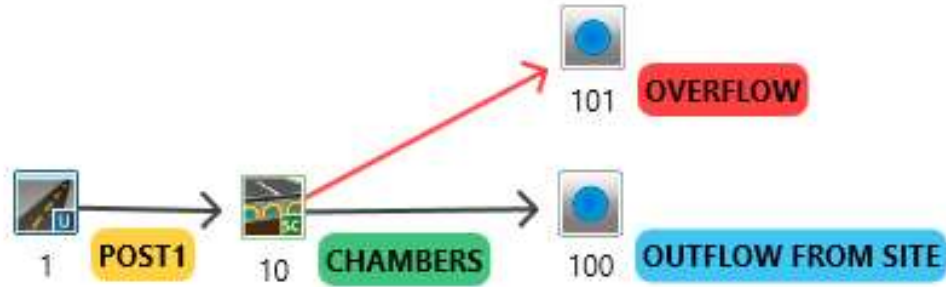 101
OVERFLOW
U
SC
1
POST1
10
CHAMBERS
100
OUTFLOW FROM SITE